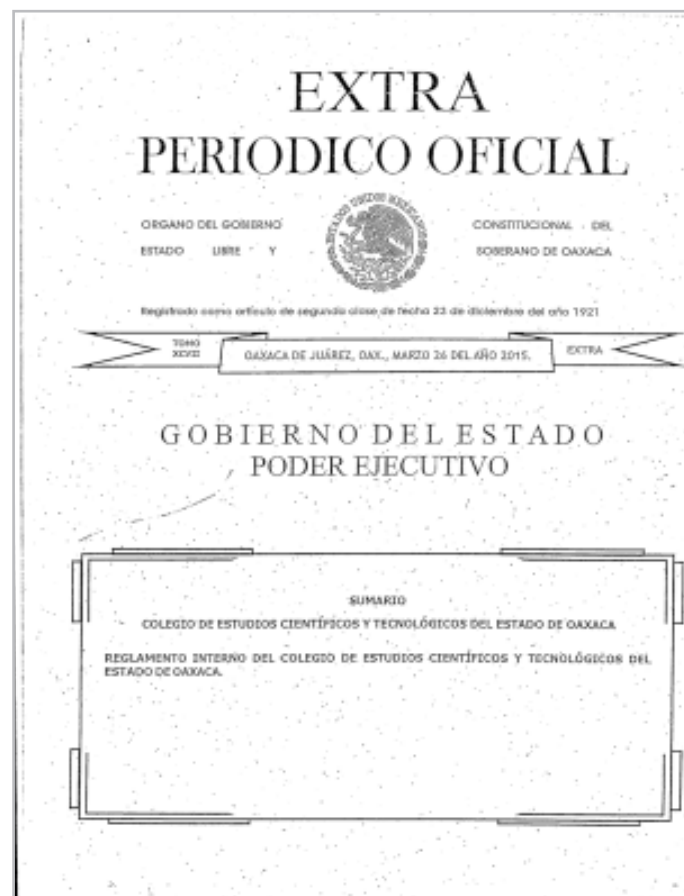 EXTRA
PERIODICO OFICIAL
ORGANO DEL GOBIERNO CONSTITUCIONAL DEL
ESTADO LIBRE Y SOBERANO DE OAXACA
ESTADOS UNIDOS MEXICANOS
Registrado como artículo de segunda clase de fecha 23 de diciembre del año 1921
TOMO
XCVII
OAXACA DE JUÁREZ, OAX., MARZO 26 DEL AÑO 2015.
EXTRA
GOBIERNO DEL ESTADO
PODER EJECUTIVO
SUMARIO
COLEGIO DE ESTUDIOS CIENTÍFICOS Y TECNOLÓGICOS DEL ESTADO DE OAXACA
REGLAMENTO INTERNO DEL COLEGIO DE ESTUDIOS CIENTÍFICOS Y TECNOLÓGICOS DEL
ESTADO DE OAXACA.